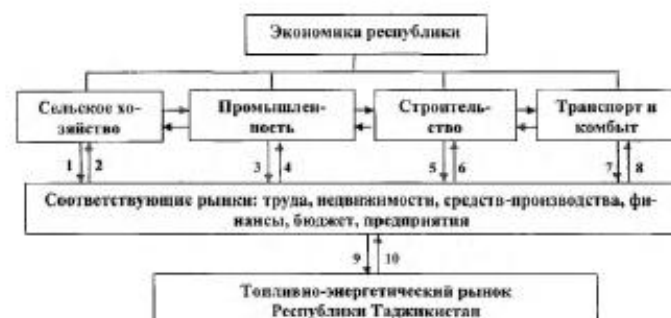 Экономика республики
Сельское хо-
зяйство
Промышлен-
ность
Строитель-
ство
Транспорт и
комбыт
1 2 3 4 5 6 7 8
Соответствующие рынки: труда, недвижимости, средств-производства, фи-
нансы, бюджет, предприятия
9 10
Топливно-энергетический рынок
Республики Таджикистан